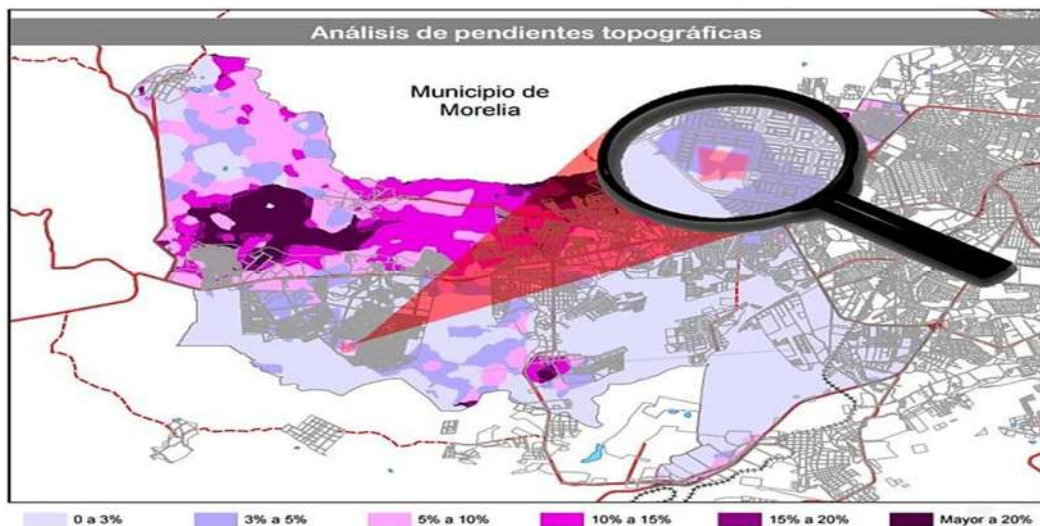 Análisis de pendientes topográficas
Municipio de
Morelia
0 a 3%
3% a 5%
5% a 10%
10% a 15%
15% a 20%
Mayor a 20%